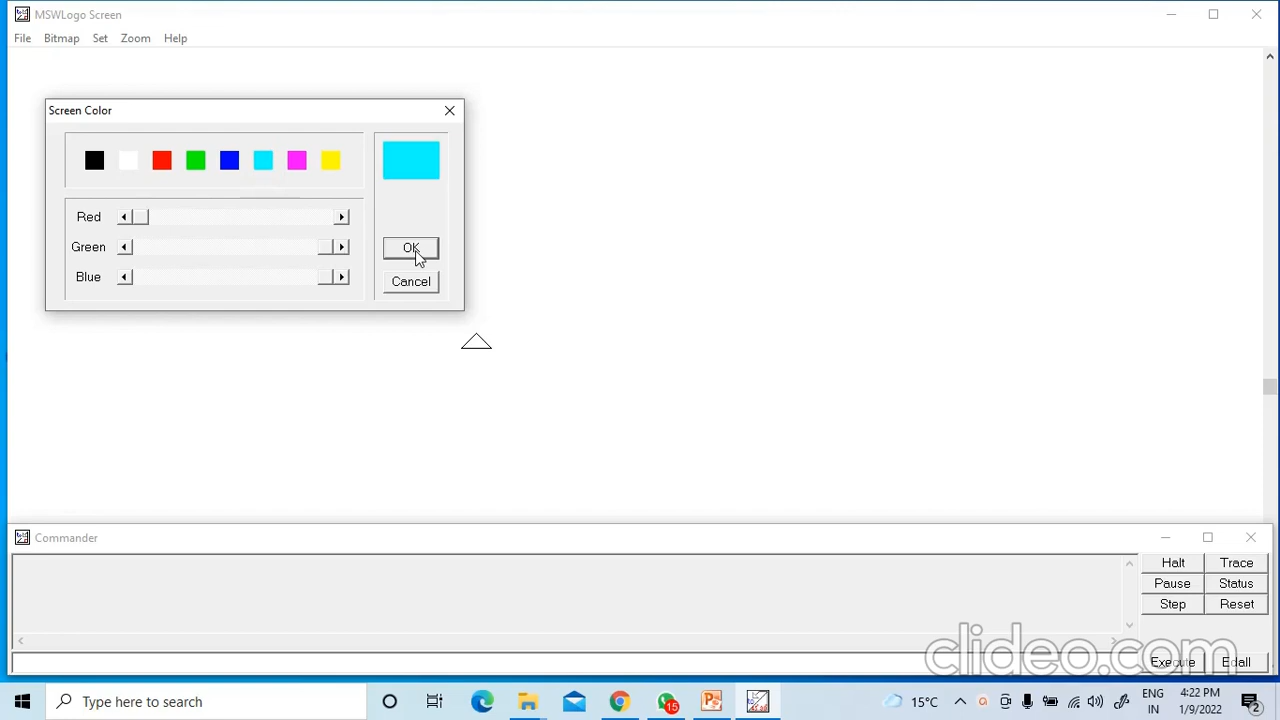 MSWLogo Screen
File Bitmap Set Zoom Help
Screen Color
Red
Green
Blue
OK
Cancel
Commander
Halt Trace
Pause Status
Step Reset
Execute Edall
clideo.com
Type here to search
15
15°C
ENG
IN
4:22 PM
1/9/2022
2